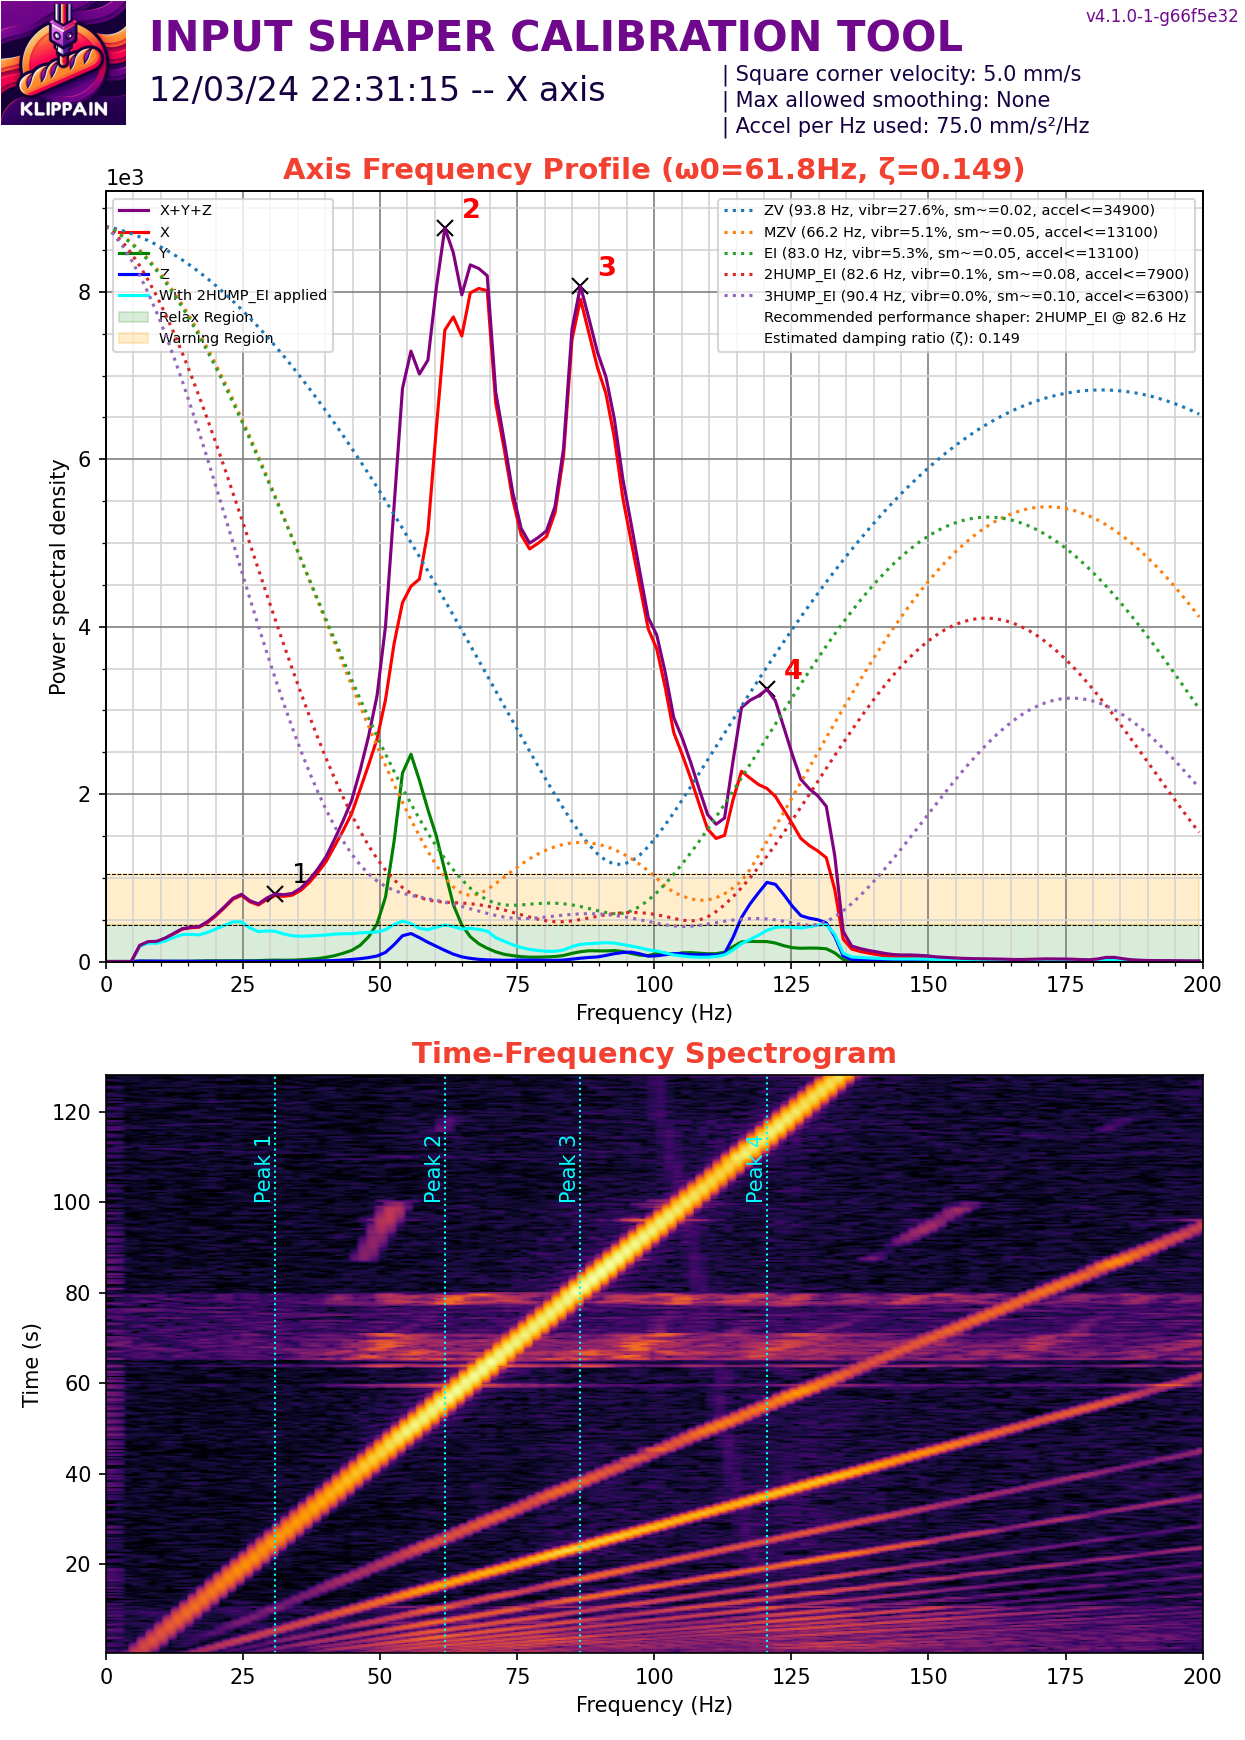 v4.1.0-1-g66f5e32
INPUT SHAPER CALIBRATION TOOL
12/03/24 22:31:15 -- X axis
| Square corner velocity: 5.0 mm/s
| Max allowed smoothing: None
| Accel per Hz used: 75.0 mm/s²/Hz
KLIPPAIN
Axis Frequency Profile (ω0=61.8Hz, ζ=0.149)
1e3
X+Y+Z
X
Y
Z
With 2HUMP_EI applied
Relax Region
Warning Region
ZV (93.8 Hz, vibr=27.6%, sm~=0.02, accel<=34900)
MZV (66.2 Hz, vibr=5.1%, sm~=0.05, accel<=13100)
EI (83.0 Hz, vibr=5.3%, sm~=0.05, accel<=13100)
2HUMP_EI (82.6 Hz, vibr=0.1%, sm~=0.08, accel<=7900)
3HUMP_EI (90.4 Hz, vibr=0.0%, sm~=0.10, accel<=6300)
Recommended performance shaper: 2HUMP_EI @ 82.6 Hz
Estimated damping ratio (ζ): 0.149
2
3
4
1
Power spectral density
8
6
4
2
0
0 25 50 75 100 125 150 175 200
Frequency (Hz)
Time-Frequency Spectrogram
Peak 1
Peak 2
Peak 3
Peak 4
Time (s)
120
100
80
60
40
20
0 25 50 75 100 125 150 175 200
Frequency (Hz)